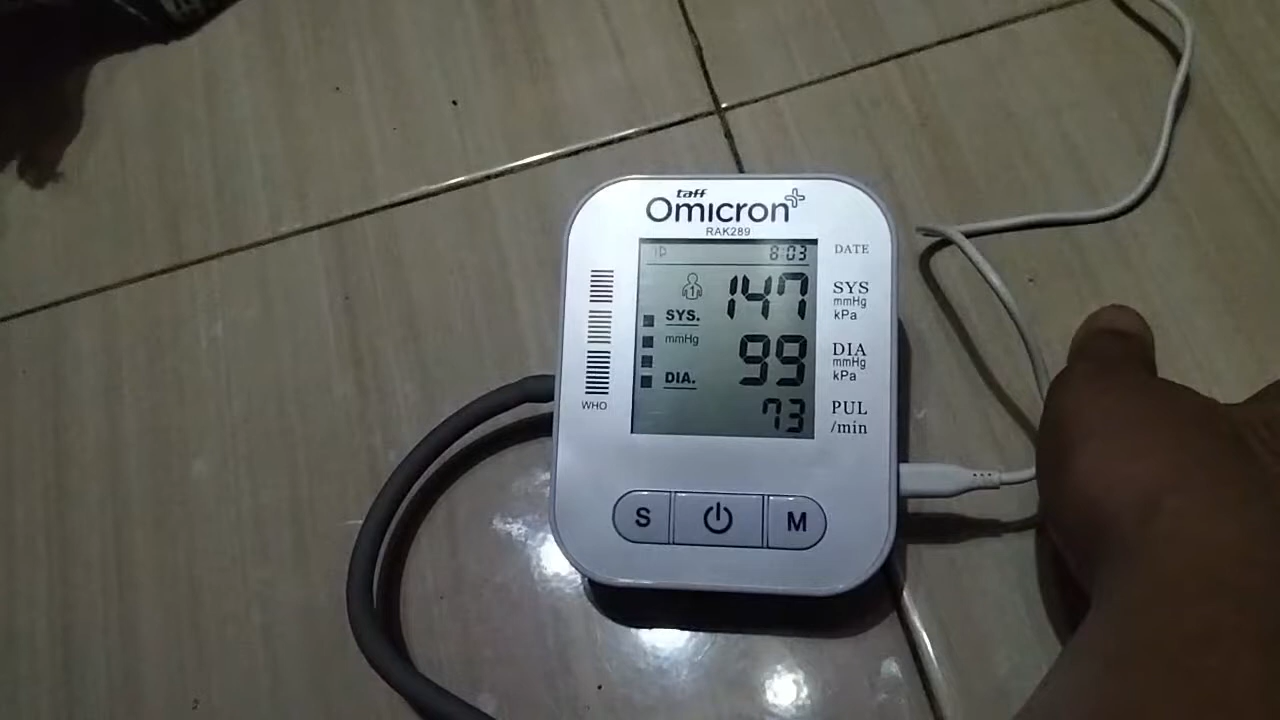 taff
Omicron
RAK289
8:03
DATE
1
147
SYS
mmHg
kPa
SYS.
mmHg
99
DIA
mmHg
kPa
DIA.
73
PUL
/min
WHO
S
M